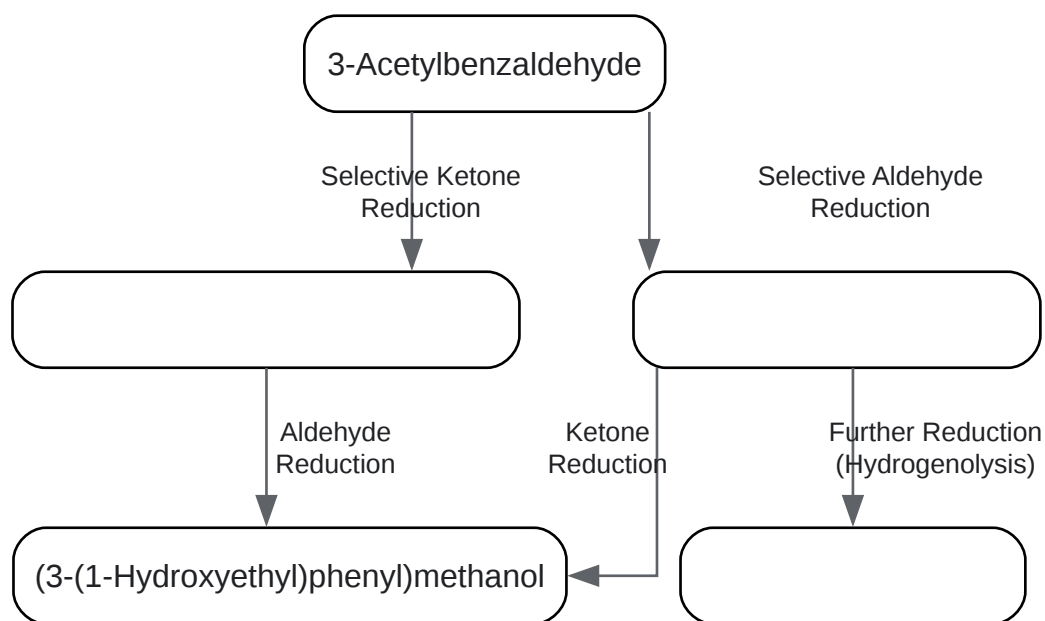 3-Acetylbenzaldehyde
Selective Ketone
Reduction
Selective Aldehyde
Reduction
Aldehyde
Reduction
Ketone
Reduction
Further Reduction
(Hydrogenolysis)
(3-(1-Hydroxyethyl)phenyl)methanol